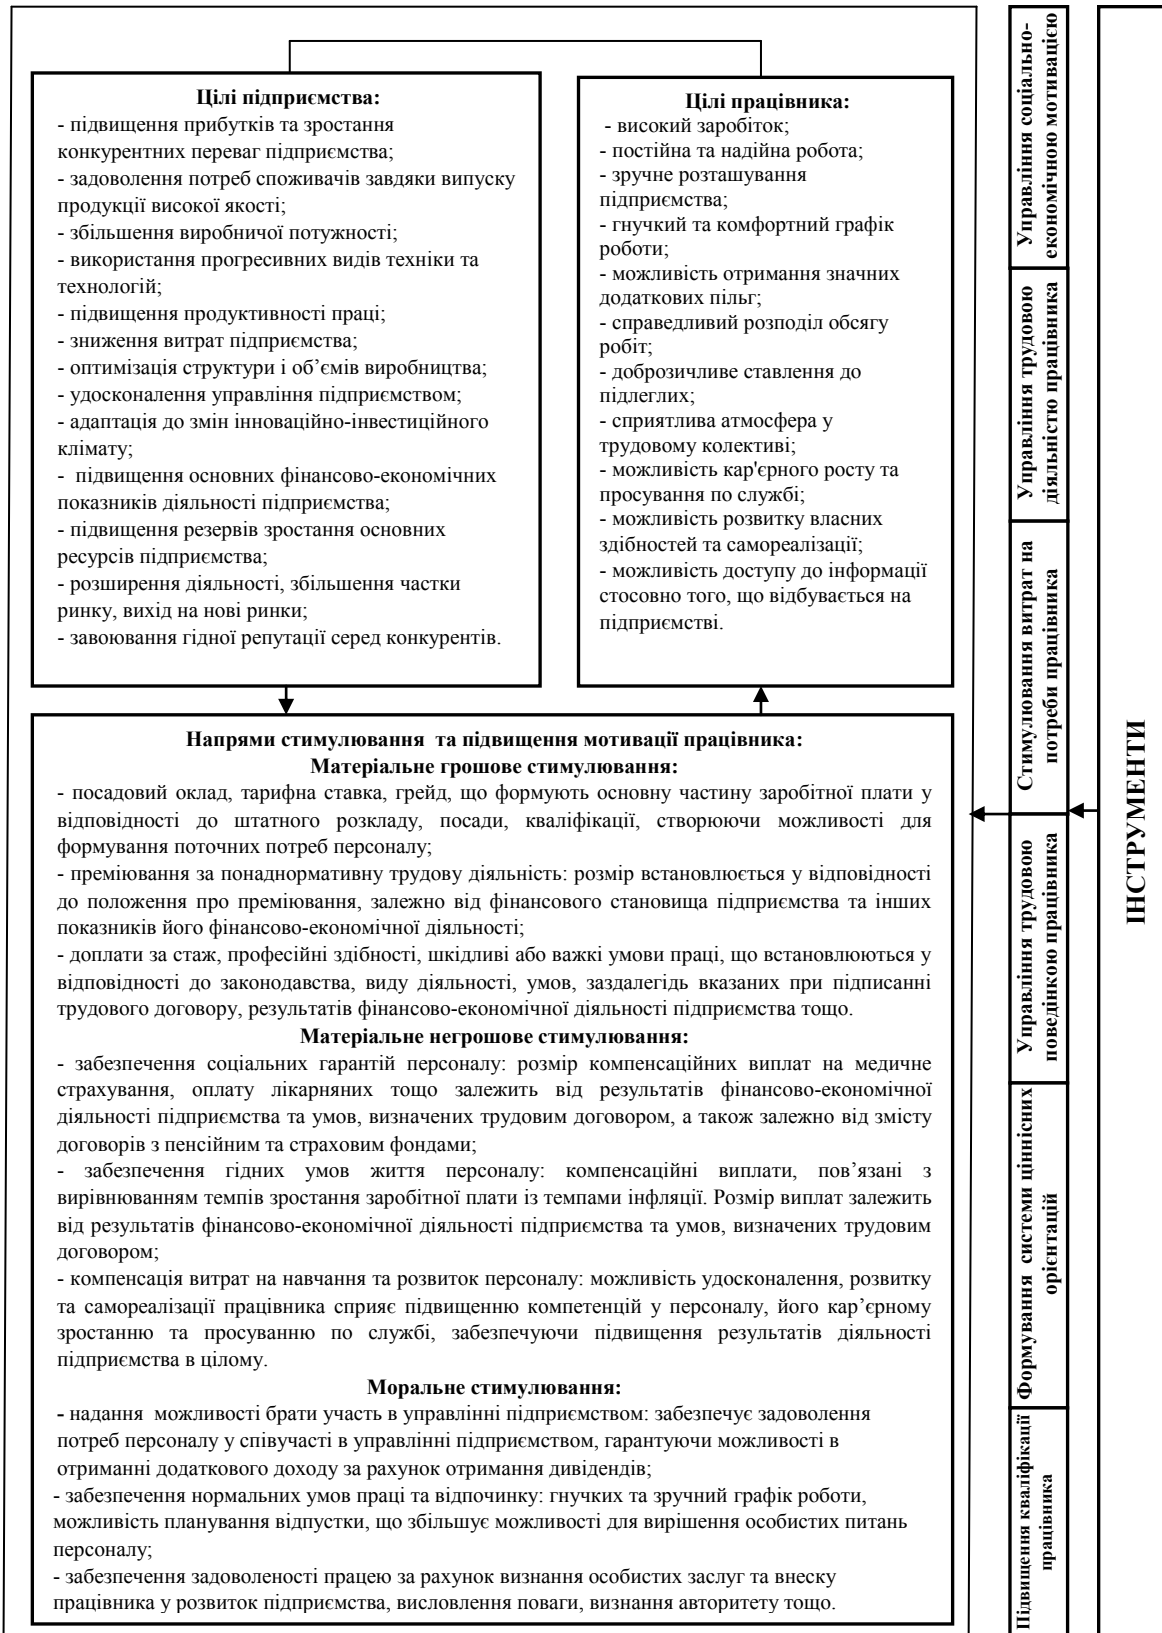 Цілі підприємства:
- підвищення прибутків та зростання
конкурентних переваг підприємства;
- задоволення потреб споживачів завдяки випуску
продукції високої якості;
- збільшення виробничої потужності;
- використання прогресивних видів техніки та
технологій;
- підвищення продуктивності праці;
- зниження витрат підприємства;
- оптимізація структури і об’ємів виробництва;
- удосконалення управління підприємством;
- адаптація до змін інноваційно-інвестиційного
клімату;
- підвищення основних фінансово-економічних
показників діяльності підприємства;
- підвищення резервів зростання основних
ресурсів підприємства;
- розширення діяльності, збільшення частки
ринку, вихід на нові ринки;
- завоювання гідної репутації серед конкурентів.
Цілі працівника:
- високий заробіток;
- постійна та надійна робота;
- зручне розташування
підприємства;
- гнучкий та комфортний графік
роботи;
- можливість отримання значних
додаткових пільг;
- справедливий розподіл обсягу
робіт;
- доброзичливе ставлення до
підлеглих;
- сприятлива атмосфера у
трудовому колективі;
- можливість кар'єрного росту та
просування по службі;
- можливість розвитку власних
здібностей та самореалізації;
- можливість доступу до інформації
стосовно того, що відбувається на
підприємстві.
Напрями стимулювання та підвищення мотивації працівника:
Матеріальне грошове стимулювання:
- посадовий оклад, тарифна ставка, грейд, що формують основну частину заробітної плати у
відповідності до штатного розкладу, посади, кваліфікації, створюючи можливості для
формування поточних потреб персоналу;
- преміювання за понаднормативну трудову діяльність: розмір встановлюється у відповідності
до положення про преміювання, залежно від фінансового становища підприємства та інших
показників його фінансово-економічної діяльності;
- доплати за стаж, професійні здібності, шкідливі або важкі умови праці, що встановлюються у
відповідності до законодавства, виду діяльності, умов, заздалегідь вказаних при підписанні
трудового договору, результатів фінансово-економічної діяльності підприємства тощо.
Матеріальне негрошове стимулювання:
- забезпечення соціальних гарантій персоналу: розмір компенсаційних виплат на медичне
страхування, оплату лікарняних тощо залежить від результатів фінансово-економічної
діяльності підприємства та умов, визначених трудовим договором, а також залежно від змісту
договорів з пенсійним та страховим фондами;
- забезпечення гідних умов життя персоналу: компенсаційні виплати, пов’язані з
вирівнюванням темпів зростання заробітної плати із темпами інфляції. Розмір виплат залежить
від результатів фінансово-економічної діяльності підприємства та умов, визначених трудовим
договором;
- компенсація витрат на навчання та розвиток персоналу: можливість удосконалення, розвитку
та самореалізації працівника сприяє підвищенню компетенцій у персоналу, його кар’єрному
зростанню та просуванню по службі, забезпечуючи підвищення результатів діяльності
підприємства в цілому.
Моральне стимулювання:
- надання можливості брати участь в управлінні підприємством: забезпечує задоволення
потреб персоналу у співучасті в управлінні підприємством, гарантуючи можливості в
отриманні додаткового доходу за рахунок отримання дивідендів;
- забезпечення нормальних умов праці та відпочинку: гнучких та зручний графік роботи,
можливість планування відпустки, що збільшує можливості для вирішення особистих питань
персоналу;
- забезпечення задоволеності працею за рахунок визнання особистих заслуг та внеску
працівника у розвиток підприємства, висловлення поваги, визнання авторитету тощо.
Управління соціально-
економічною мотивацією
Управління трудовою
діяльністю працівника
Стимулювання витрат на
потреби працівника
Управління трудовою
поведінкою працівника
Формування системи ціннісних
орієнтацій
Підвищення кваліфікації
працівника
ІНСТРУМЕНТИ